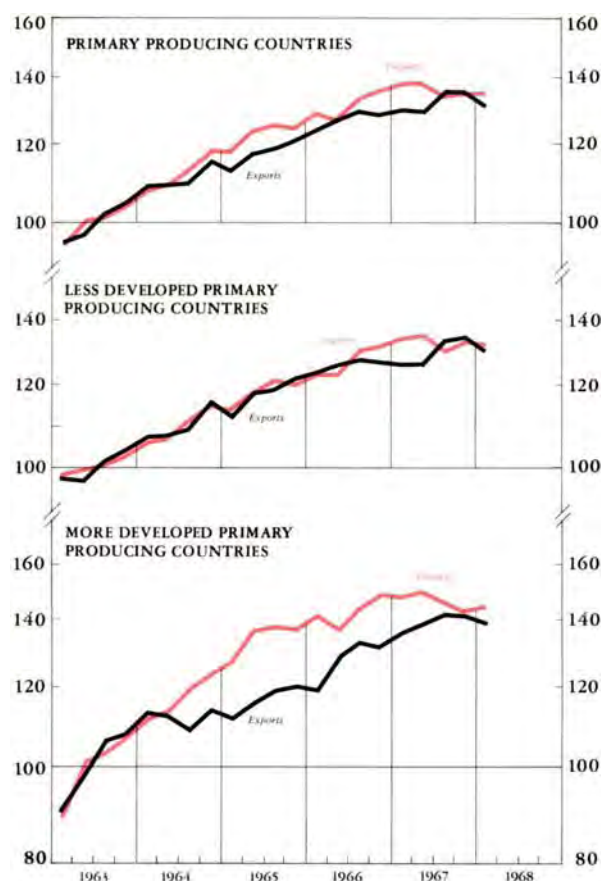 160 160
PRIMARY PRODUCING COUNTRIES
140 140
120 120
Exports
100 100
LESS DEVELOPED PRIMARY
PRODUCING COUNTRIES
140 140
120 120
Exports
100 100
MORE DEVELOPED PRIMARY
PRODUCING COUNTRIES
160 160
140 140
120 120
Exports
100 100
80 80
1963 1964 1965 1966 1967 1968